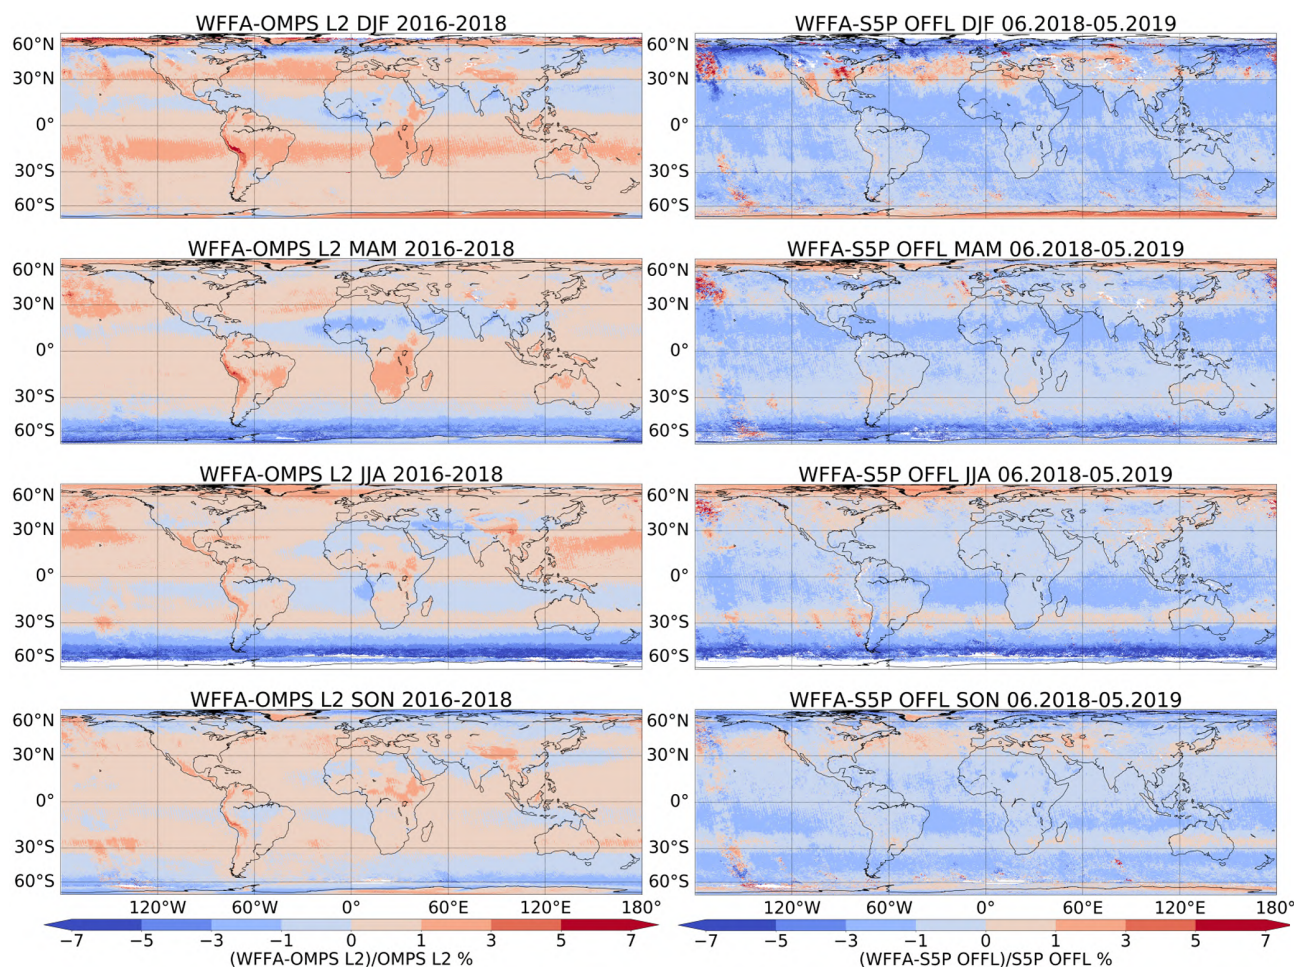 WFFA-OMPS L2 DJF 2016-2018
WFFA-S5P OFFL DJF 06.2018-05.2019
60°N
30°N
0°
30°S
60°S
60°N
30°N
0°
30°S
60°S
WFFA-OMPS L2 MAM 2016-2018
WFFA-S5P OFFL MAM 06.2018-05.2019
60°N
30°N
0°
30°S
60°S
60°N
30°N
0°
30°S
60°S
WFFA-OMPS L2 JJA 2016-2018
WFFA-S5P OFFL JJA 06.2018-05.2019
60°N
30°N
0°
30°S
60°S
60°N
30°N
0°
30°S
60°S
WFFA-OMPS L2 SON 2016-2018
WFFA-S5P OFFL SON 06.2018-05.2019
60°N
30°N
0°
30°S
60°S
60°N
30°N
0°
30°S
60°S
120°W 60°W 0° 60°E 120°E 180°
120°W 60°W 0° 60°E 120°E 180°
−7 −5 −3 −1 0 1 3 5 7
−7 −5 −3 −1 0 1 3 5 7
(WFFA-OMPS L2)/OMPS L2 %
(WFFA-S5P OFFL)/S5P OFFL %